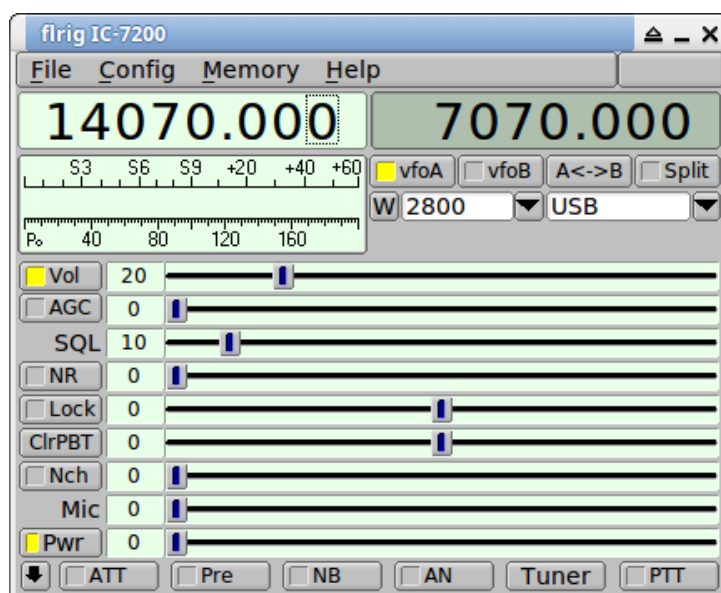 flrig IC-7200
File Config Memory Help
14070.000 7070.000
S3 S6 S9 +20 +40 +60
vfoA vfoB A<->B Split
W 2800 USB
Po 40 80 120 160
Vol 20
AGC 0
SQL 10
NR 0
Lock 0
ClrPBT 0
Nch 0
Mic 0
Pwr 0
ATT Pre NB AN Tuner PTT